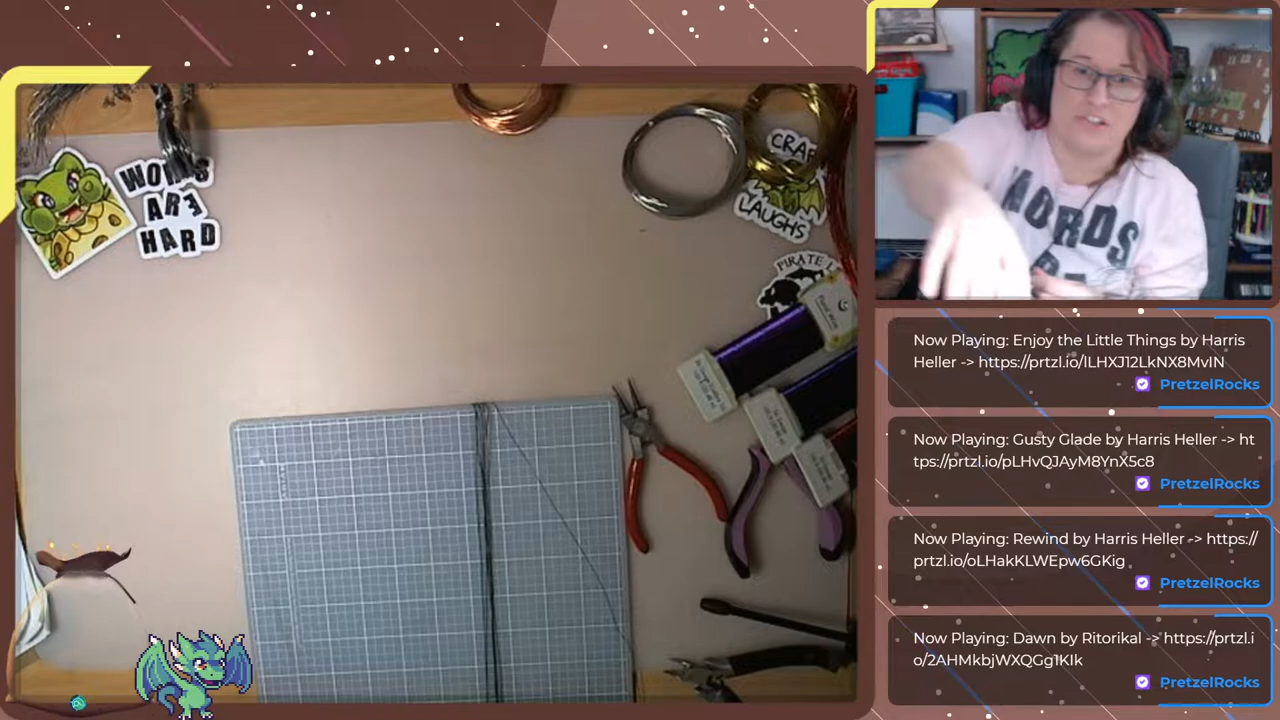 WORDS
ARE
HARD
CRAF
LAUGHS
PIRATE L
WORDS
Now Playing: Enjoy the Little Things by Harris
Heller -> https://prtzl.io/ILHXJ12LkNX8MvIN
PretzelRocks
Now Playing: Gusty Glade by Harris Heller -> ht
tps://prtzl.io/pLHvQJAyM8YnX5c8
PretzelRocks
Now Playing: Rewind by Harris Heller -> https://
prtzl.io/oLHakKLWEpw6GKig
PretzelRocks
Now Playing: Dawn by Ritorikal -> https://prtzl.i
o/2AHMkbjWXQGg1KIk
PretzelRocks